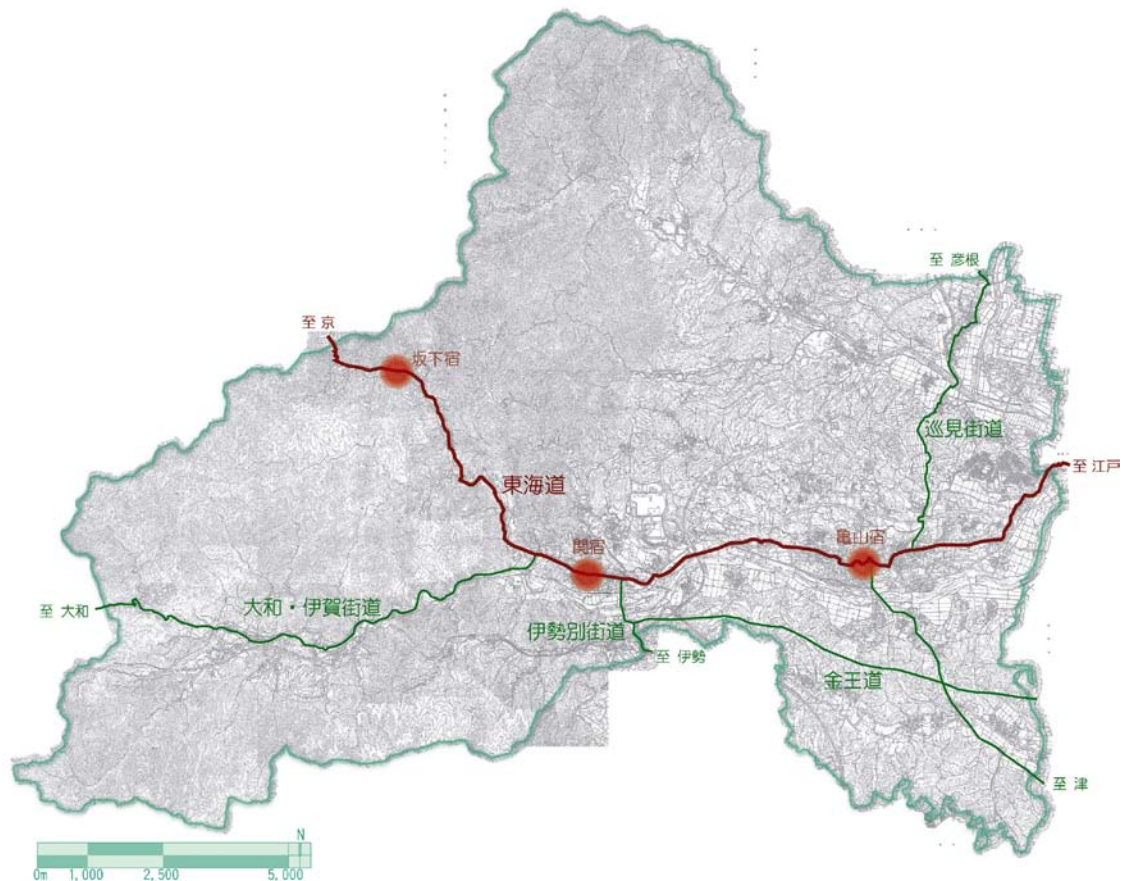 至 彦根
至 京
坂下宿
巡見街道
至 江戸
東海道
関宿
亀山宿
至 大和
大和・伊賀街道
伊勢別街道
至 伊勢
金王道
至 津
N
0m 1,000 2,500 5,000